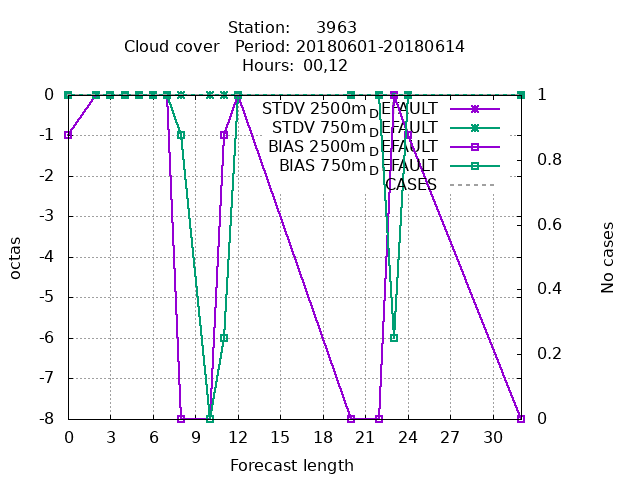 Station: 3963
Cloud cover Period: 20180601-20180614
Hours: 00,12
0 1
STDV 2500m_DEFAULT
STDV 750m_DEFAULT
-1
BIAS 2500m_DEFAULT
0.8
BIAS 750m_DEFAULT
-2
CASES
-3
0.6
octas
No cases
-4
-5
0.4
-6
0.2
-7
-8 0
0 3 6 9 12 15 18 21 24 27 30
Forecast length